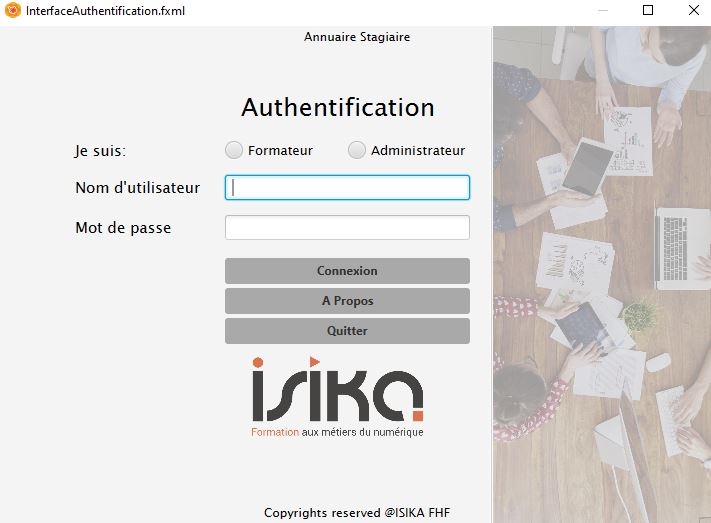 InterfaceAuthentification.fxml
Annuaire Stagiaire
Authentification
Je suis: Formateur Administrateur
Nom d'utilisateur
Mot de passe
Connexion
A Propos
Quitter
isika
Formation aux métiers du numérique
Copyrights reserved @ISIKA FHF